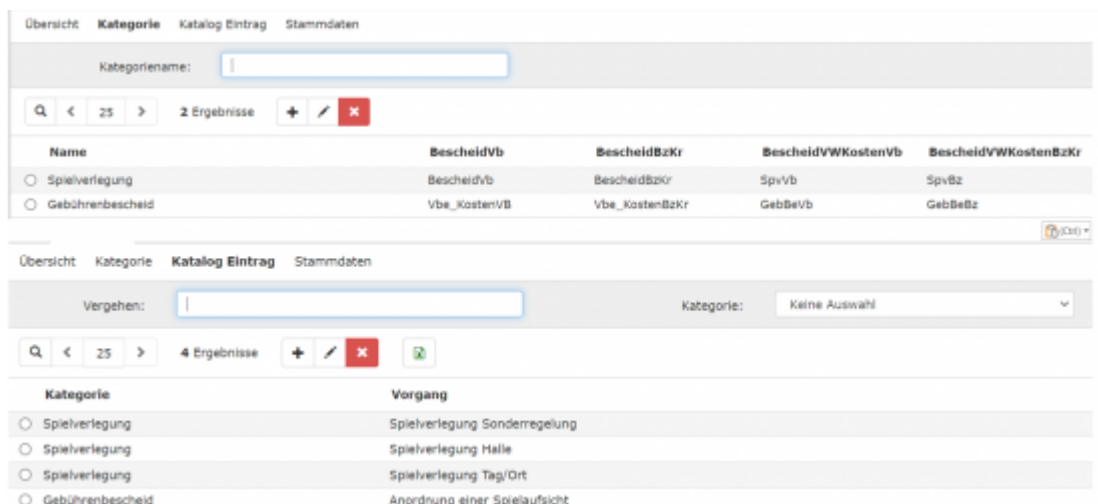 Übersicht Kategorie Katalog Eintrag Stammdaten
Kategoriename:
25 2 Ergebnisse
Name BescheidVb BescheidBzKr BescheidVWKostenVb BescheidVWKostenBzKr
Spielverlegung BescheidVb BescheidBzKr SpvVb SpvBz
Gebührenbescheid Vbe_KostenVB Vbe_KostenBzKr GebBeVb GebBeBz
(Ctrl)
Übersicht Kategorie Katalog Eintrag Stammdaten
Vergehen: Kategorie: Keine Auswahl
25 4 Ergebnisse
Kategorie Vorgang
Spielverlegung Spielverlegung Sonderregelung
Spielverlegung Spielverlegung Halle
Spielverlegung Spielverlegung Tag/Ort
Gebührenbescheid Anordnung einer Spielaufsicht